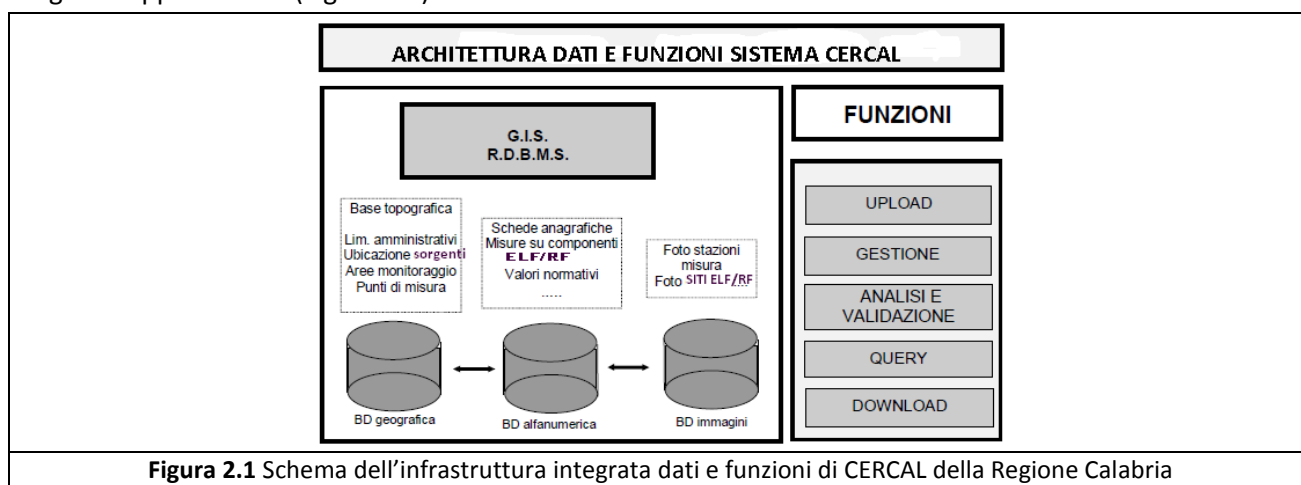 ARCHITETTURA DATI E FUNZIONI SISTEMA CERCAL
G.I.S.
R.D.B.M.S.
Base topografica
Lim. amministrativi
Ubicazione sorgenti
Aree monitoraggio
Punti di misura
Schede anagrafiche
Misure su componenti
ELF/RF
Valori normativi
.....
Foto stazioni
misura
Foto SITI ELF/RF
BD geografica
BD alfanumerica
BD immagini
FUNZIONI
UPLOAD
GESTIONE
ANALISI E
VALIDAZIONE
QUERY
DOWNLOAD
Figura 2.1 Schema dell'infrastruttura integrata dati e funzioni di CERCAL della Regione Calabria